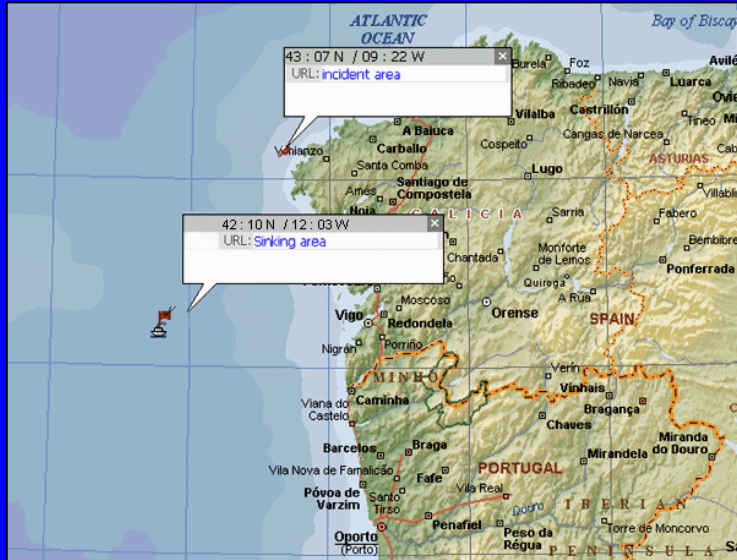 ATLANTIC
OCEAN
Bay of Biscay
43 : 07 N / 09 : 22 W
URL: incident area
Burela
Foz
Ribadeo
Navia
Luarca
Castrillón
Tineo
Vilalba
A Baiuca
Carballo
Cospeito
Cangas de Narcea
ASTURIAS
Vimianzo
Santa Comba
Lugo
Amés
Santiago de
Compostela
Noia
GALICIA
Sarria
Fabero
42 : 10 N / 12 : 03 W
URL: Sinking area
Chantada
Monforte
de Lemos
Bembibre
Ponferrada
Quiroga
A Rua
Moscoso
Orense
Vigo
Redondela
SPAIN
Nigrán
Porriño
Verín
MINHO
Vinhais
Caminha
Viana do
Castelo
Bragança
Chaves
Miranda
do Douro
Barcelos
Braga
Mirandela
Vila Nova de Famalicão
Fafe
PORTUGAL
Póvoa de
Varzim
Santo
Tirso
Vila Real
IBERIAN
Douro
Penafiel
Peso da
Régua
Torre de Moncorvo
Oporto
(Porto)
PENINSULA